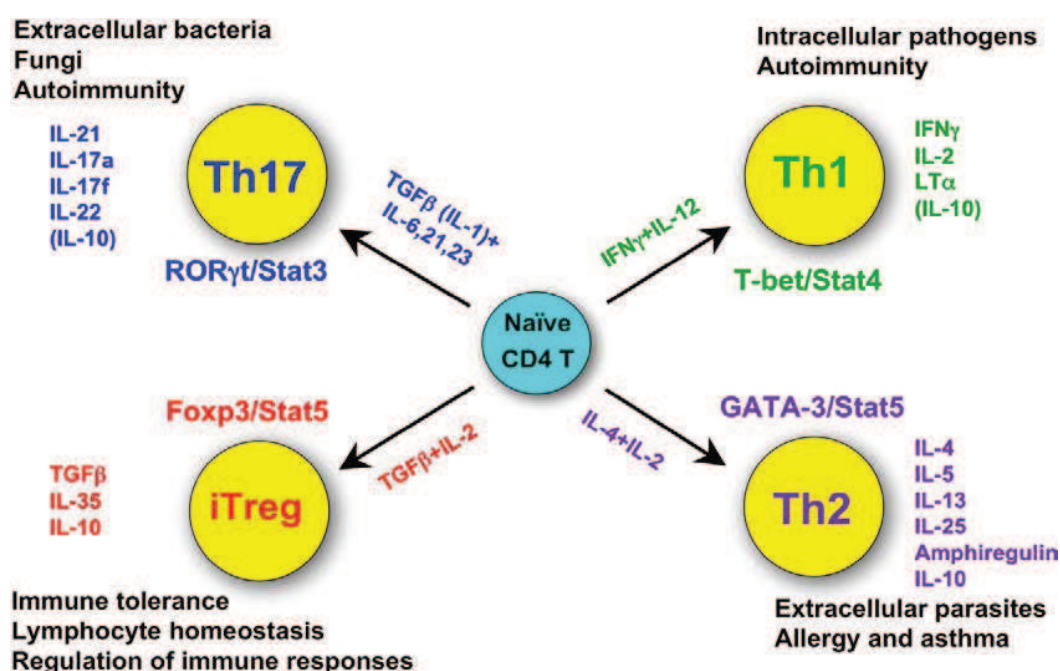 Extracellular bacteria
Fungi
Autoimmunity
IL-21
IL-17a
IL-17f
IL-22
(IL-10)
Th17
RORγt/Stat3
TGFβ (IL-1)+
IL-6,21,23
Intracellular pathogens
Autoimmunity
Th1
IFNγ
IL-2
LTα
(IL-10)
T-bet/Stat4
IFNγ+IL-12
Naïve
CD4 T
Foxp3/Stat5
TGFβ
IL-35
IL-10
iTreg
TGFβ+IL-2
Immune tolerance
Lymphocyte homeostasis
Regulation of immune responses
GATA-3/Stat5
IL-4+IL-2
Th2
IL-4
IL-5
IL-13
IL-25
Amphiregulin
IL-10
Extracellular parasites
Allergy and asthma